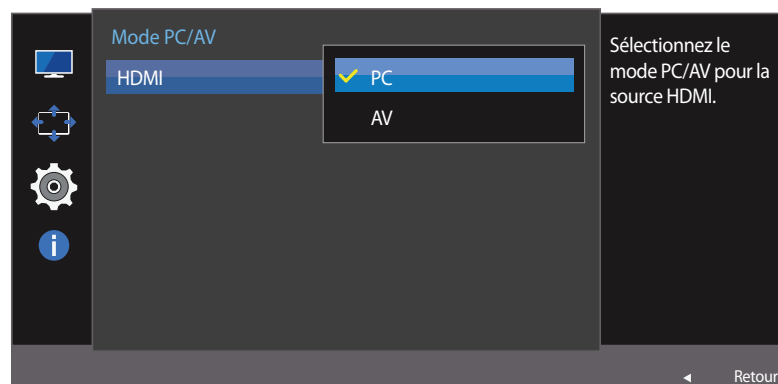 Mode PC/AV
HDMI
PC
AV
Sélectionnez le
mode PC/AV pour la
source HDMI.
Retour